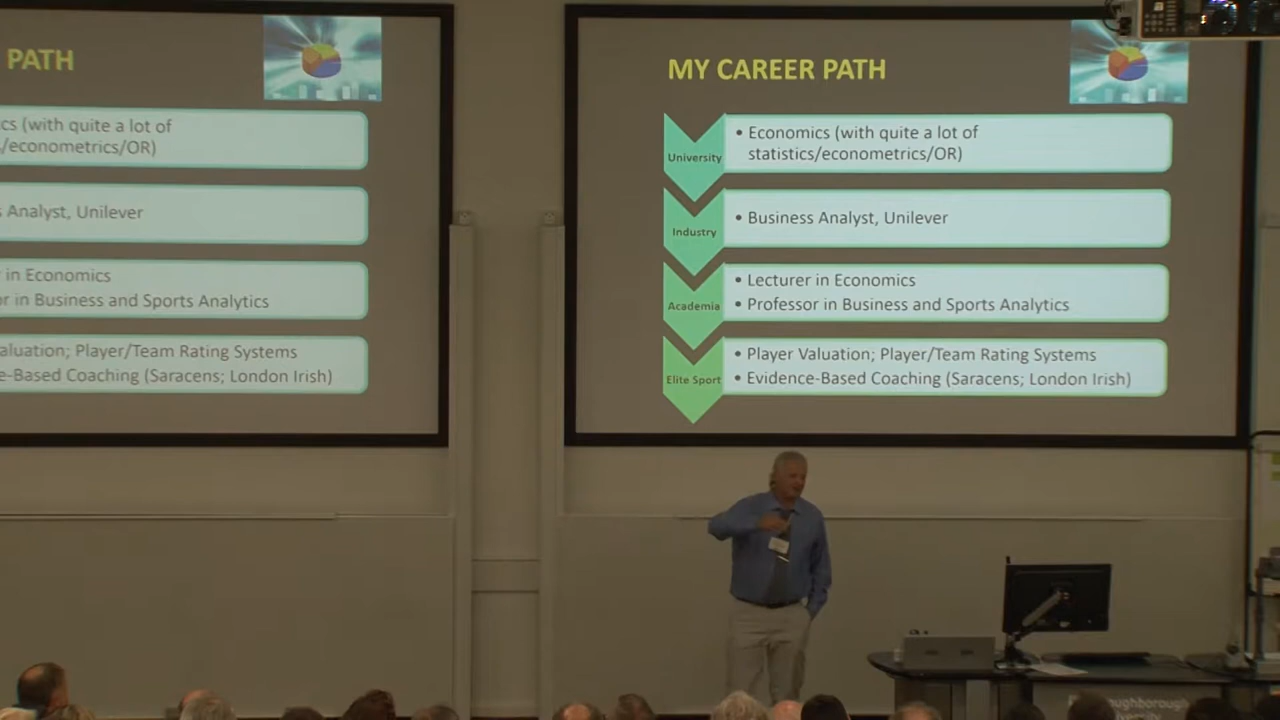 PATH
cs (with quite a lot of
/econometrics/OR)
s Analyst, Unilever
in Economics
or in Business and Sports Analytics
aluation; Player/Team Rating Systems
e-Based Coaching (Saracens; London Irish)
MY CAREER PATH
University
• Economics (with quite a lot of
statistics/econometrics/OR)
Industry
• Business Analyst, Unilever
Academia
• Lecturer in Economics
• Professor in Business and Sports Analytics
Elite Sport
• Player Valuation; Player/Team Rating Systems
• Evidence-Based Coaching (Saracens; London Irish)
ughborough